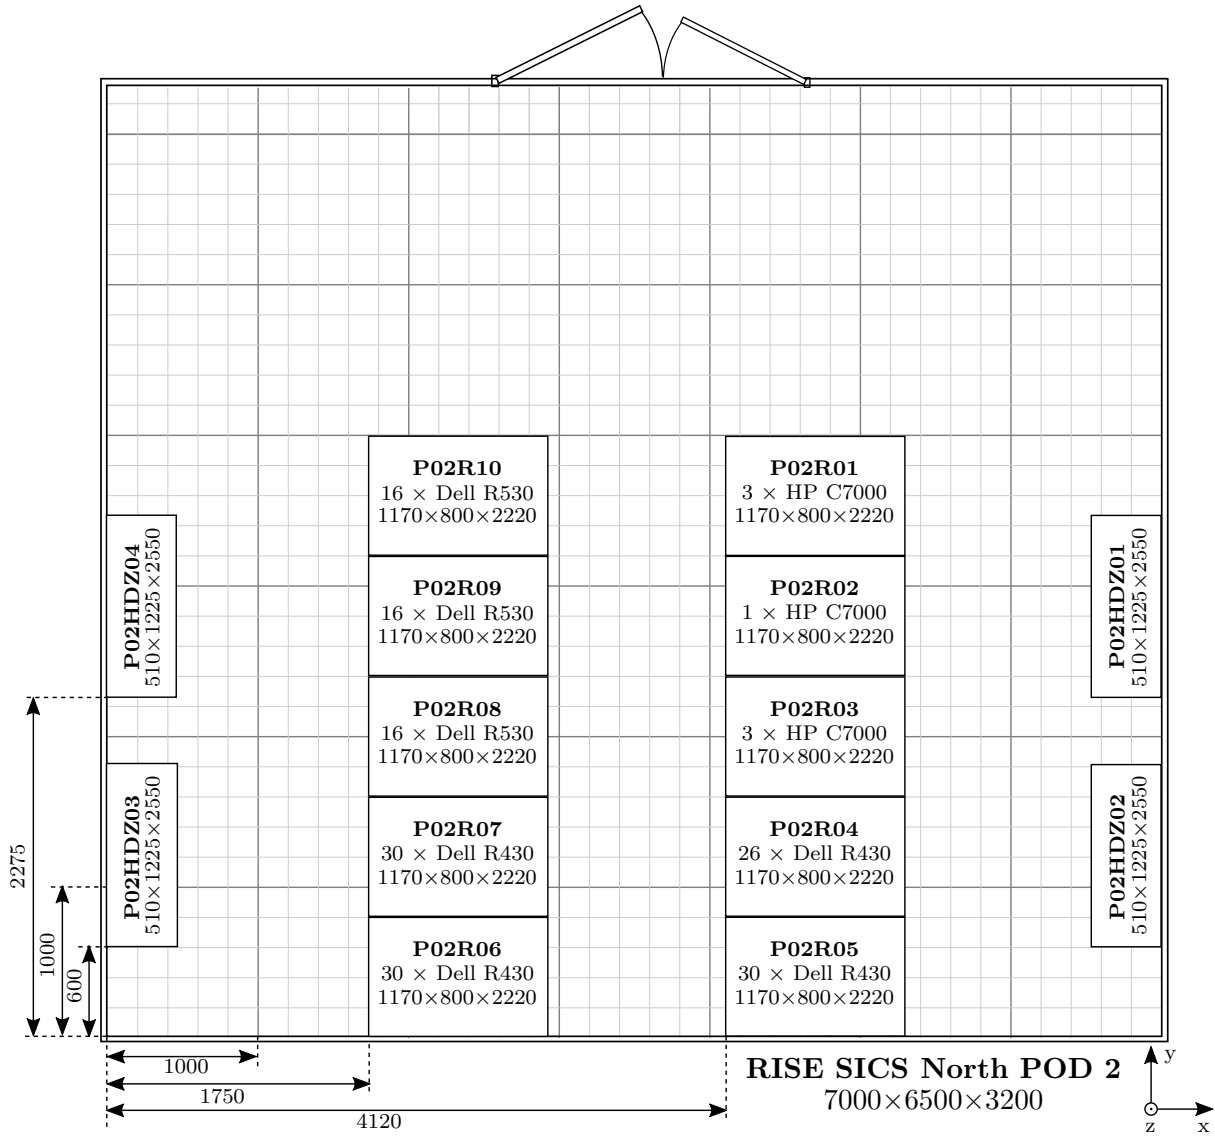 P02R10
16 × Dell R530
1170×800×2220
P02R01
3 × HP C7000
1170×800×2220
P02HDZ04
510×1225×2550
P02R09
16 × Dell R530
1170×800×2220
P02R02
1 × HP C7000
1170×800×2220
P02HDZ01
510×1225×2550
P02R08
16 × Dell R530
1170×800×2220
P02R03
3 × HP C7000
1170×800×2220
P02HDZ03
510×1225×2550
P02R07
30 × Dell R430
1170×800×2220
P02R04
26 × Dell R430
1170×800×2220
P02HDZ02
510×1225×2550
P02R06
30 × Dell R430
1170×800×2220
P02R05
30 × Dell R430
1170×800×2220
2275
1000
600
1000
1750
4120
RISE SICS North POD 2
7000×6500×3200
y
z
x